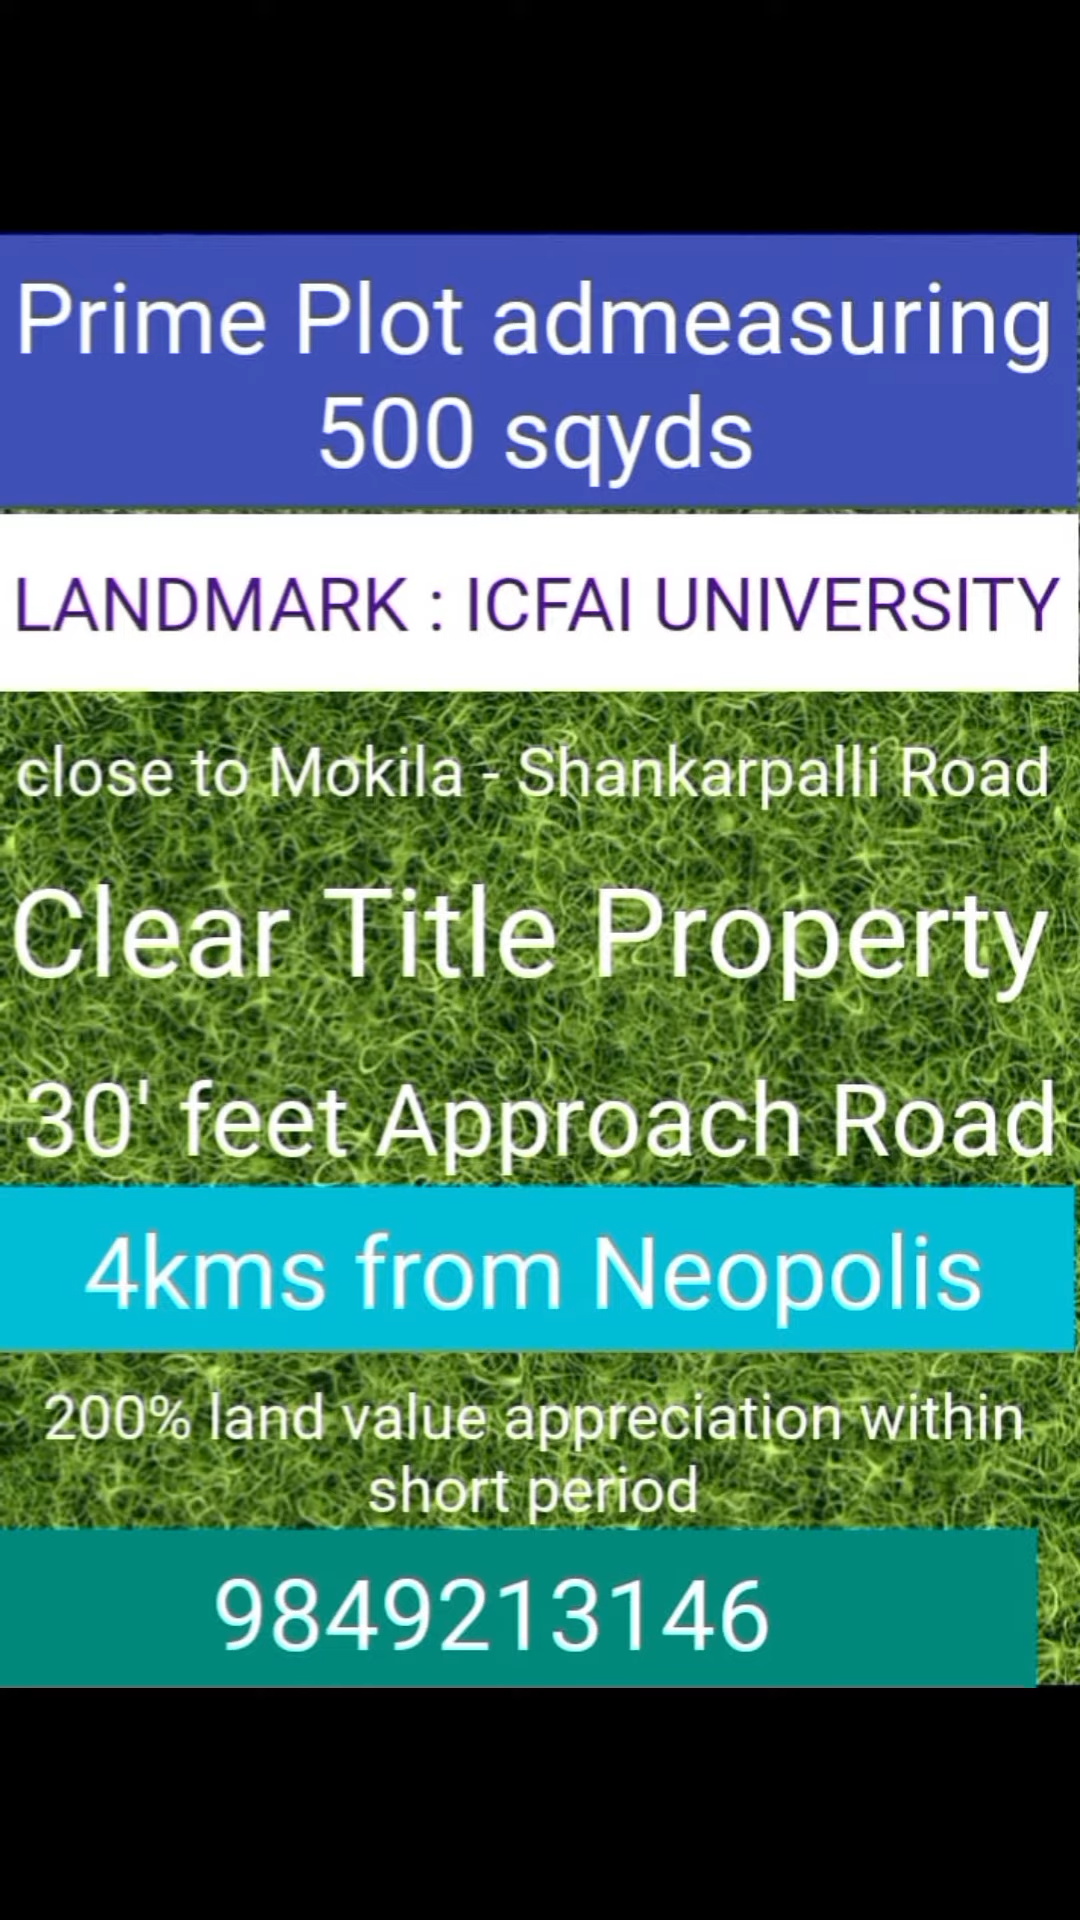 Prime Plot admeasuring
500 sqyds
LANDMARK : ICFAI UNIVERSITY
close to Mokila - Shankarpalli Road
Clear Title Property
30' feet Approach Road
4kms from Neopolis
200% land value appreciation within
short period
9849213146